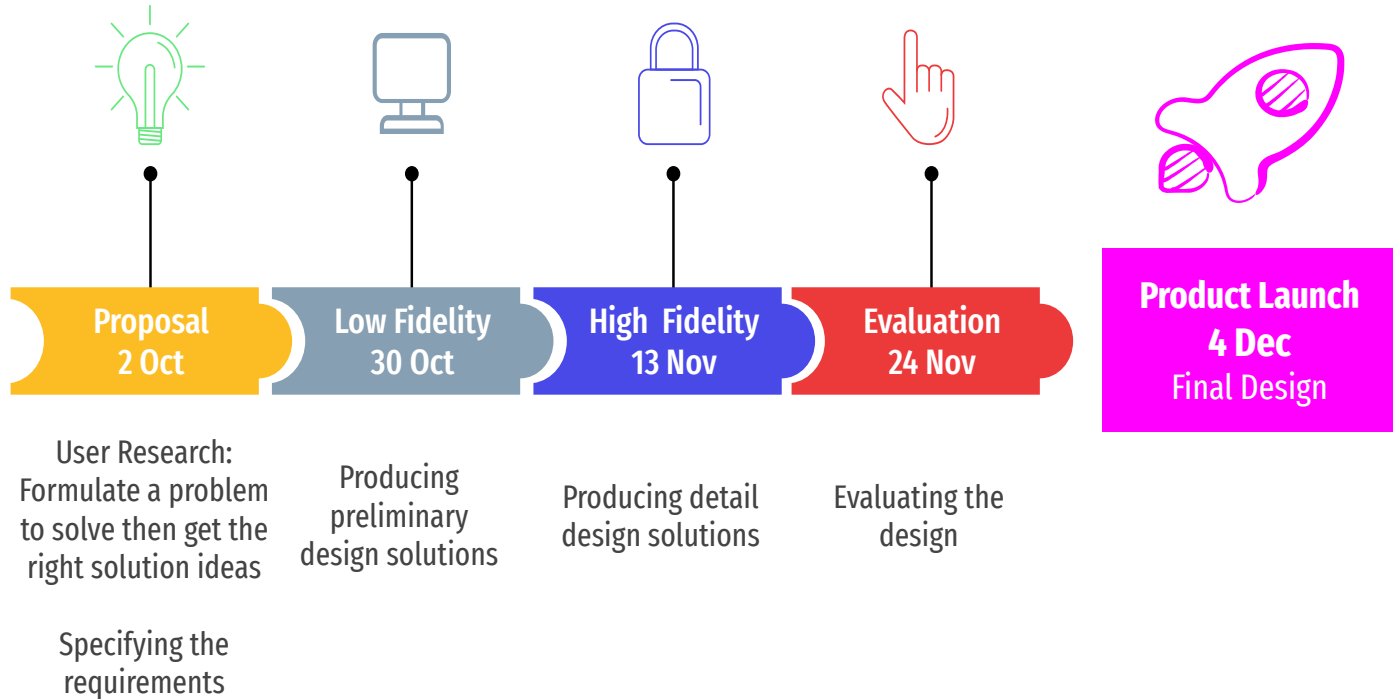 Proposal
2 Oct
Low Fidelity
30 Oct
High Fidelity
13 Nov
Evaluation
24 Nov
Product Launch
4 Dec
Final Design
User Research:
Formulate a problem
to solve then get the
right solution ideas
Specifying the
requirements
Producing
preliminary
design solutions
Producing detail
design solutions
Evaluating the
design